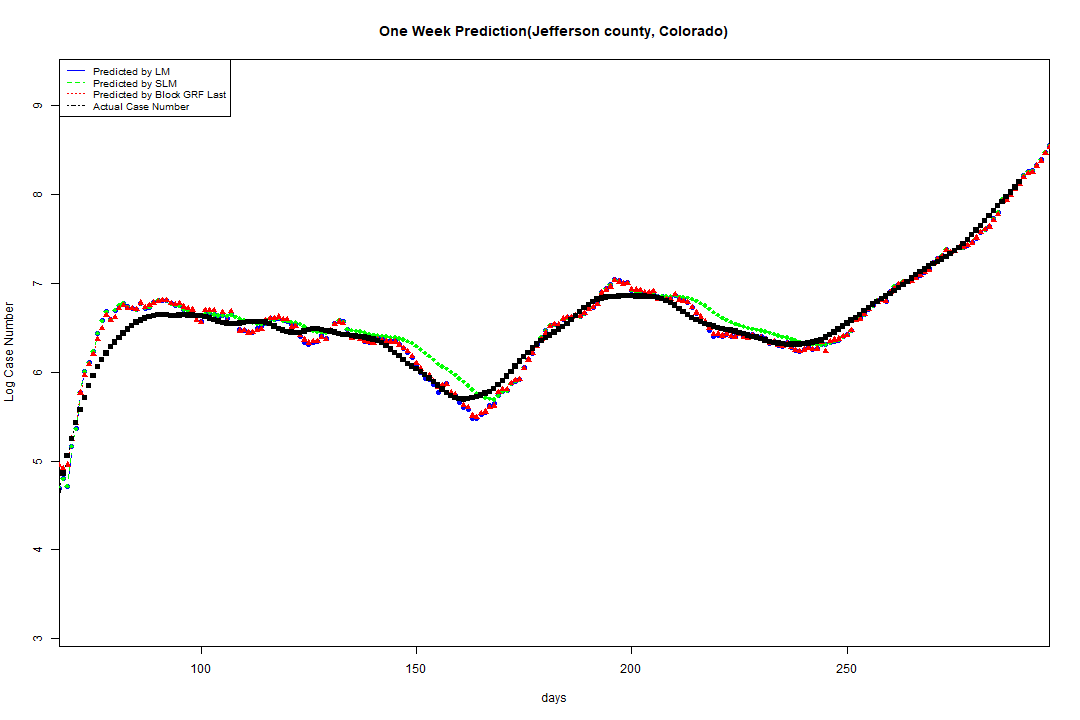 One Week Prediction(Jefferson county, Colorado)
Predicted by LM
Predicted by SLM
Predicted by Block GRF Last
Actual Case Number
9
8
7
6
5
4
3
Log Case Number
100 150 200 250
days